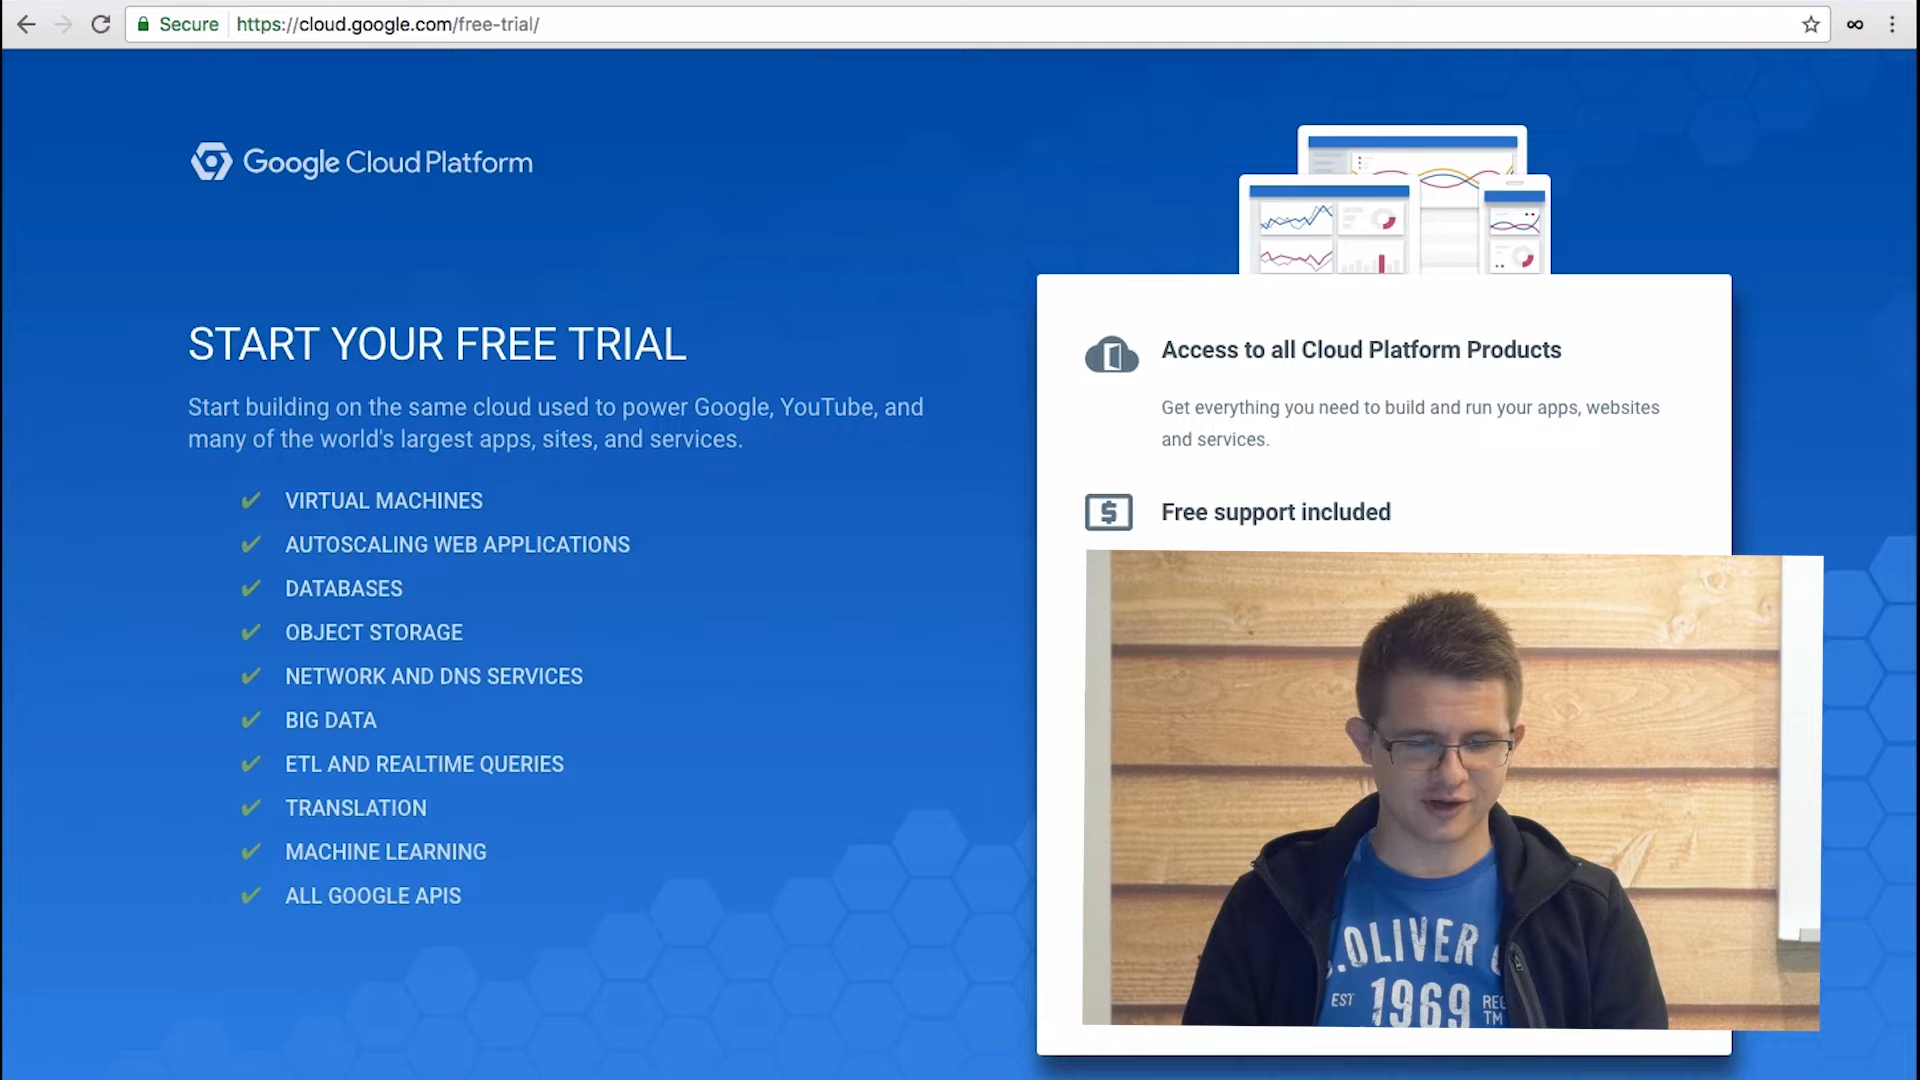 Secure https://cloud.google.com/free-trial/
Google Cloud Platform
START YOUR FREE TRIAL
Start building on the same cloud used to power Google, YouTube, and
many of the world's largest apps, sites, and services.
VIRTUAL MACHINES
AUTOSCALING WEB APPLICATIONS
DATABASES
OBJECT STORAGE
NETWORK AND DNS SERVICES
BIG DATA
ETL AND REALTIME QUERIES
TRANSLATION
MACHINE LEARNING
ALL GOOGLE APIS
Access to all Cloud Platform Products
Get everything you need to build and run your apps, websites
and services.
$ Free support included
.OLIVER
EST 1969 REG
TM